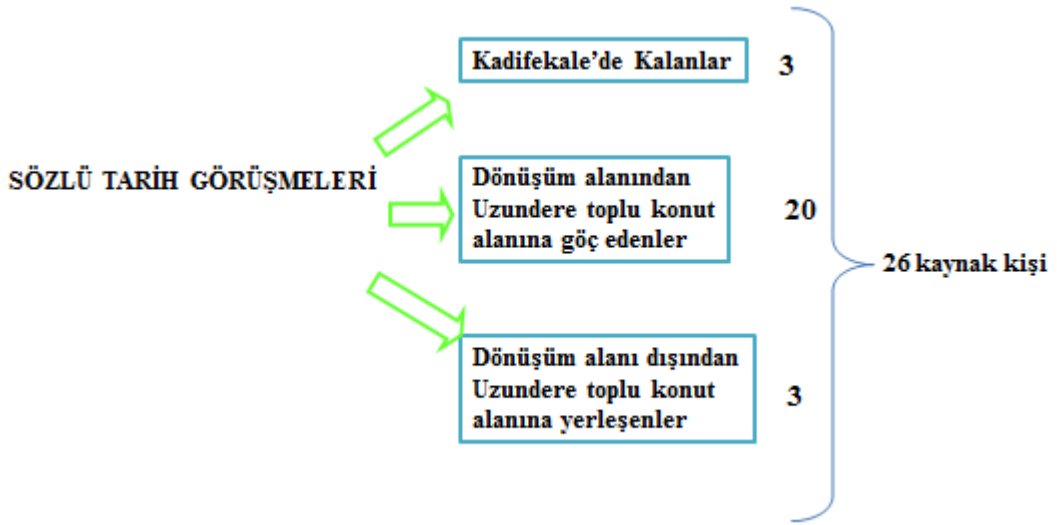 SÖZLÜ TARİH GÖRÜŞMELERİ
Kadifekale’de Kalanlar
3
Dönüşüm alanından
Uzundere toplu konut
alanına göç edenler
20
Dönüşüm alanı dışından
Uzundere toplu konut
alanına yerleşenler
3
26 kaynak kişi